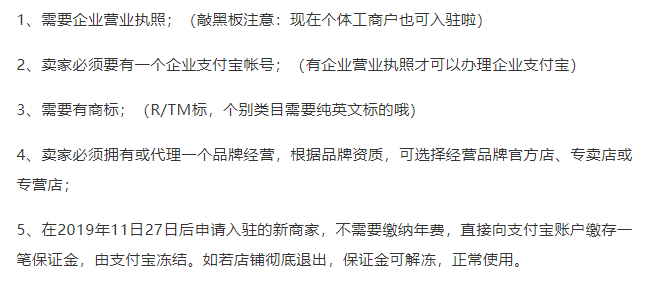 1、需要企业营业执照；（敲黑板注意：现在个体工商户也可入驻啦）
2、卖家必须要有一个企业支付宝帐号；（有企业营业执照才可以办理企业支付宝）
3、需要有商标；（R/TM标，个别类目需要纯英文标的哦）
4、卖家必须拥有或代理一个品牌经营，根据品牌资质，可选择经营品牌官方店、专卖店或
专营店；
5、在2019年11日27日后申请入驻的新商家，不需要缴纳年费，直接向支付宝账户缴存一
笔保证金，由支付宝冻结。如若店铺彻底退出，保证金可解冻，正常使用。